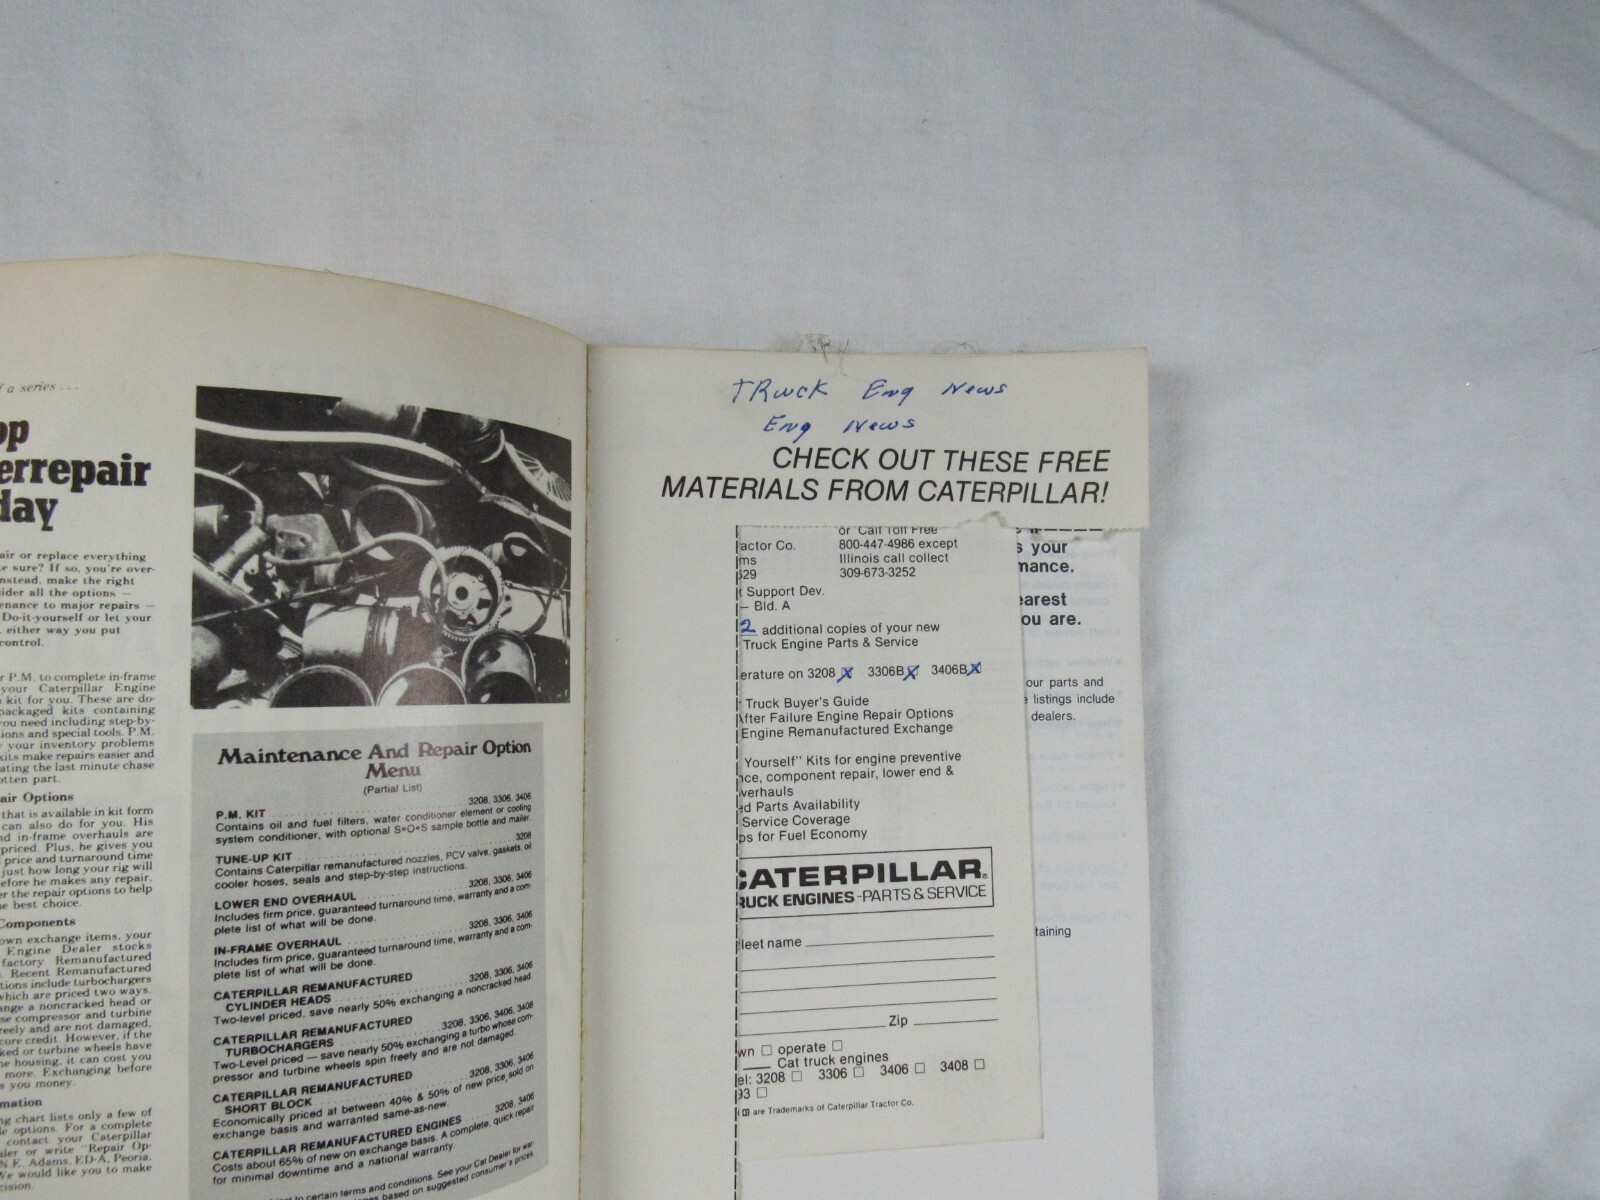 f a series . . .
op
errepair
day
air or replace everything
e sure? If so, you're over-
nstead, make the right
sider all the options —
enance to major repairs —
Do-it-yourself or let your
, either way you put
control.
r P.M. to complete in-frame
your Caterpillar Engine
kit for you. These are do-
packaged kits containing
you need including step-by-
ions and special tools. P.M.
your inventory problems
kits make repairs easier and
ating the last minute chase
otten part.
air Options
that is available in kit form
can also do for you. His
nd in-frame overhauls are
priced. Plus, he gives you
price and turnaround time
just how long your rig will
efore he makes any repair,
er the repair options to help
e best choice.
Components
own exchange items, your
Engine Dealer stocks
factory Remanufactured
. Recent Remanufactured
tions include turbochargers
which are priced two ways.
ange a noncracked head or
se compressor and turbine
reely and are not damaged,
core credit. However, if the
ked or turbine wheels have
he housing, it can cost you
more. Exchanging before
s you money.
mation
ng chart lists only a few of
le options. For a complete
contact your Caterpillar
aler or write "Repair Op-
N.E. Adams, ED-A, Peoria,
We would like you to make
cision.
Maintenance And Repair Option
Menu
(Partial List)
P.M. KIT . . . 3208, 3306, 3406
Contains oil and fuel filters, water conditioner element or cooling
system conditioner, with optional S•O•S sample bottle and mailer.
TUNE-UP KIT . . . 3208
Contains Caterpillar remanufactured nozzles, PCV valve, gaskets, oil
cooler hoses, seals and step-by-step instructions.
LOWER END OVERHAUL . . . 3208, 3306, 3406
Includes firm price, guaranteed turnaround time, warranty and a com-
plete list of what will be done.
IN-FRAME OVERHAUL . . . 3208, 3306, 3406
Includes firm price, guaranteed turnaround time, warranty and a com-
plete list of what will be done.
CATERPILLAR REMANUFACTURED
CYLINDER HEADS . . . 3208, 3306, 3406
Two-level priced, save nearly 50% exchanging a noncracked head.
CATERPILLAR REMANUFACTURED
TURBOCHARGERS . . . 3208, 3306, 3406, 3408
Two-Level priced — save nearly 50% exchanging a turbo whose com-
pressor and turbine wheels spin freely and are not damaged.
CATERPILLAR REMANUFACTURED
SHORT BLOCK . . . 3208, 3306, 3406
Economically priced at between 40% & 50% of new price, sold on
exchange basis and warranted same-as-new.
CATERPILLAR REMANUFACTURED ENGINES . . . 3208, 3406
Costs about 65% of new on exchange basis. A complete, quick repair
for minimal downtime and a national warranty.
to certain terms and conditions. See your Cat Dealer for war-
based on suggested consumer's prices
TRuck Eng News
Eng News
CHECK OUT THESE FREE
MATERIALS FROM CATERPILLAR!
or Call Toll Free
actor Co. 800-447-4986 except
ms Illinois call collect
529 309-673-3252
t Support Dev.
– Bld. A
2 additional copies of your new
Truck Engine Parts & Service
erature on 3208 3306B 3406B
Truck Buyer's Guide
After Failure Engine Repair Options
Engine Remanufactured Exchange
Yourself" Kits for engine preventive
ce, component repair, lower end &
verhauls
ed Parts Availability
Service Coverage
ps for Fuel Economy
CATERPILLAR
RUCK ENGINES-PARTS & SERVICE
leet name
Zip
wn operate
Cat truck engines
el: 3208 3306 3406 3408
93
are Trademarks of Caterpillar Tractor Co.
s your
mance.
earest
ou are.
our parts and
listings include
dealers.
taining